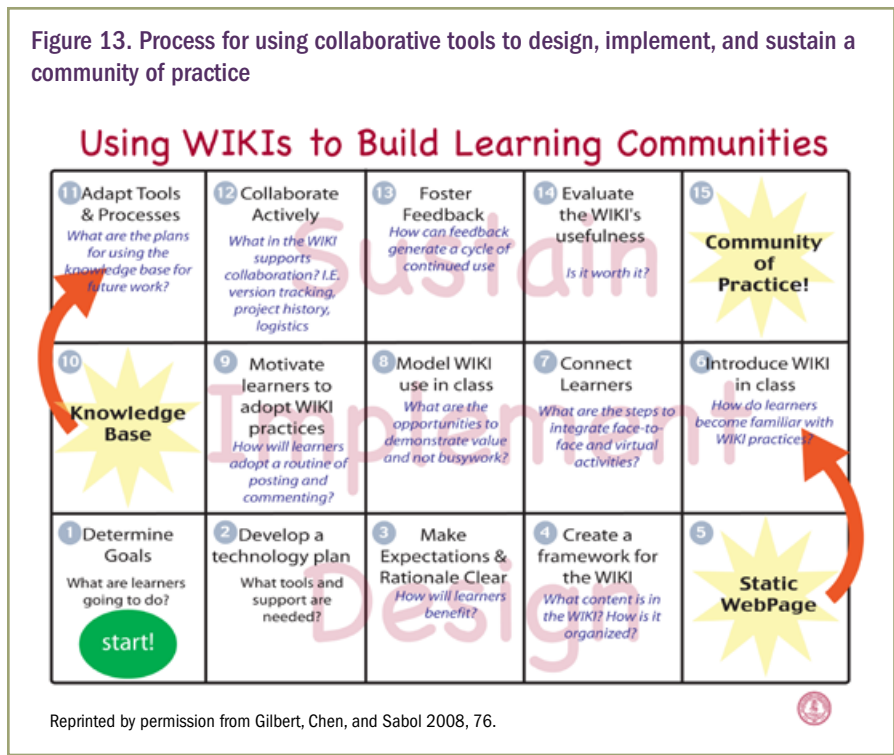 Figure 13. Process for using collaborative tools to design, implement, and sustain a
community of practice
Using WIKIs to Build Learning Communities
Sustain
11 Adapt Tools
& Processes
What are the plans
for using the
knowledge base for
future work?
12 Collaborate
Actively
What in the WIKI
supports
collaboration? I.E.
version tracking,
project history,
logistics
13 Foster
Feedback
How can feedback
generate a cycle of
continued use
14 Evaluate
the WIKI's
usefulness
Is it worth it?
15
Community
of
Practice!
Implement
10
Knowledge
Base
9 Motivate
learners to
adopt WIKI
practices
How will learners
adopt a routine of
posting and
commenting?
8 Model WIKI
use in class
What are the
opportunities to
demonstrate value
and not busywork?
7 Connect
Learners
What are the steps to
integrate face-to-
face and virtual
activities?
6 Introduce WIKI
in class
How do learners
become familiar with
WIKI practices?
Design
1 Determine
Goals
What are learners
going to do?
start!
2 Develop a
technology plan
What tools and
support are
needed?
3 Make
Expectations &
Rationale Clear
How will learners
benefit?
4 Create a
framework for
the WIKI
What content is in
the WIKI? How is it
organized?
5
Static
WebPage
Reprinted by permission from Gilbert, Chen, and Sabol 2008, 76.